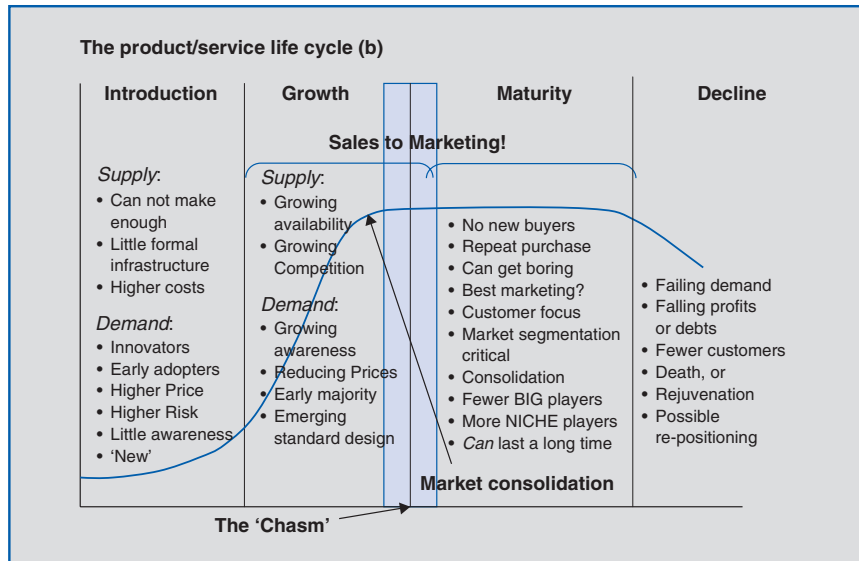 The product/service life cycle (b)
Introduction
Growth
Maturity
Decline
Sales to Marketing!
Supply:
• Can not make
enough
• Little formal
infrastructure
• Higher costs
Demand:
• Innovators
• Early adopters
• Higher Price
• Higher Risk
• Little awareness
• ‘New’
Supply:
• Growing
availability
• Growing
Competition
Demand:
• Growing
awareness
• Reducing Prices
• Early majority
• Emerging
standard design
• No new buyers
• Repeat purchase
• Can get boring
• Best marketing?
• Customer focus
• Market segmentation
critical
• Consolidation
• Fewer BIG players
• More NICHE players
• Can last a long time
• Failing demand
• Falling profits
or debts
• Fewer customers
• Death, or
• Rejuvenation
• Possible
re-positioning
Market consolidation
The ‘Chasm’